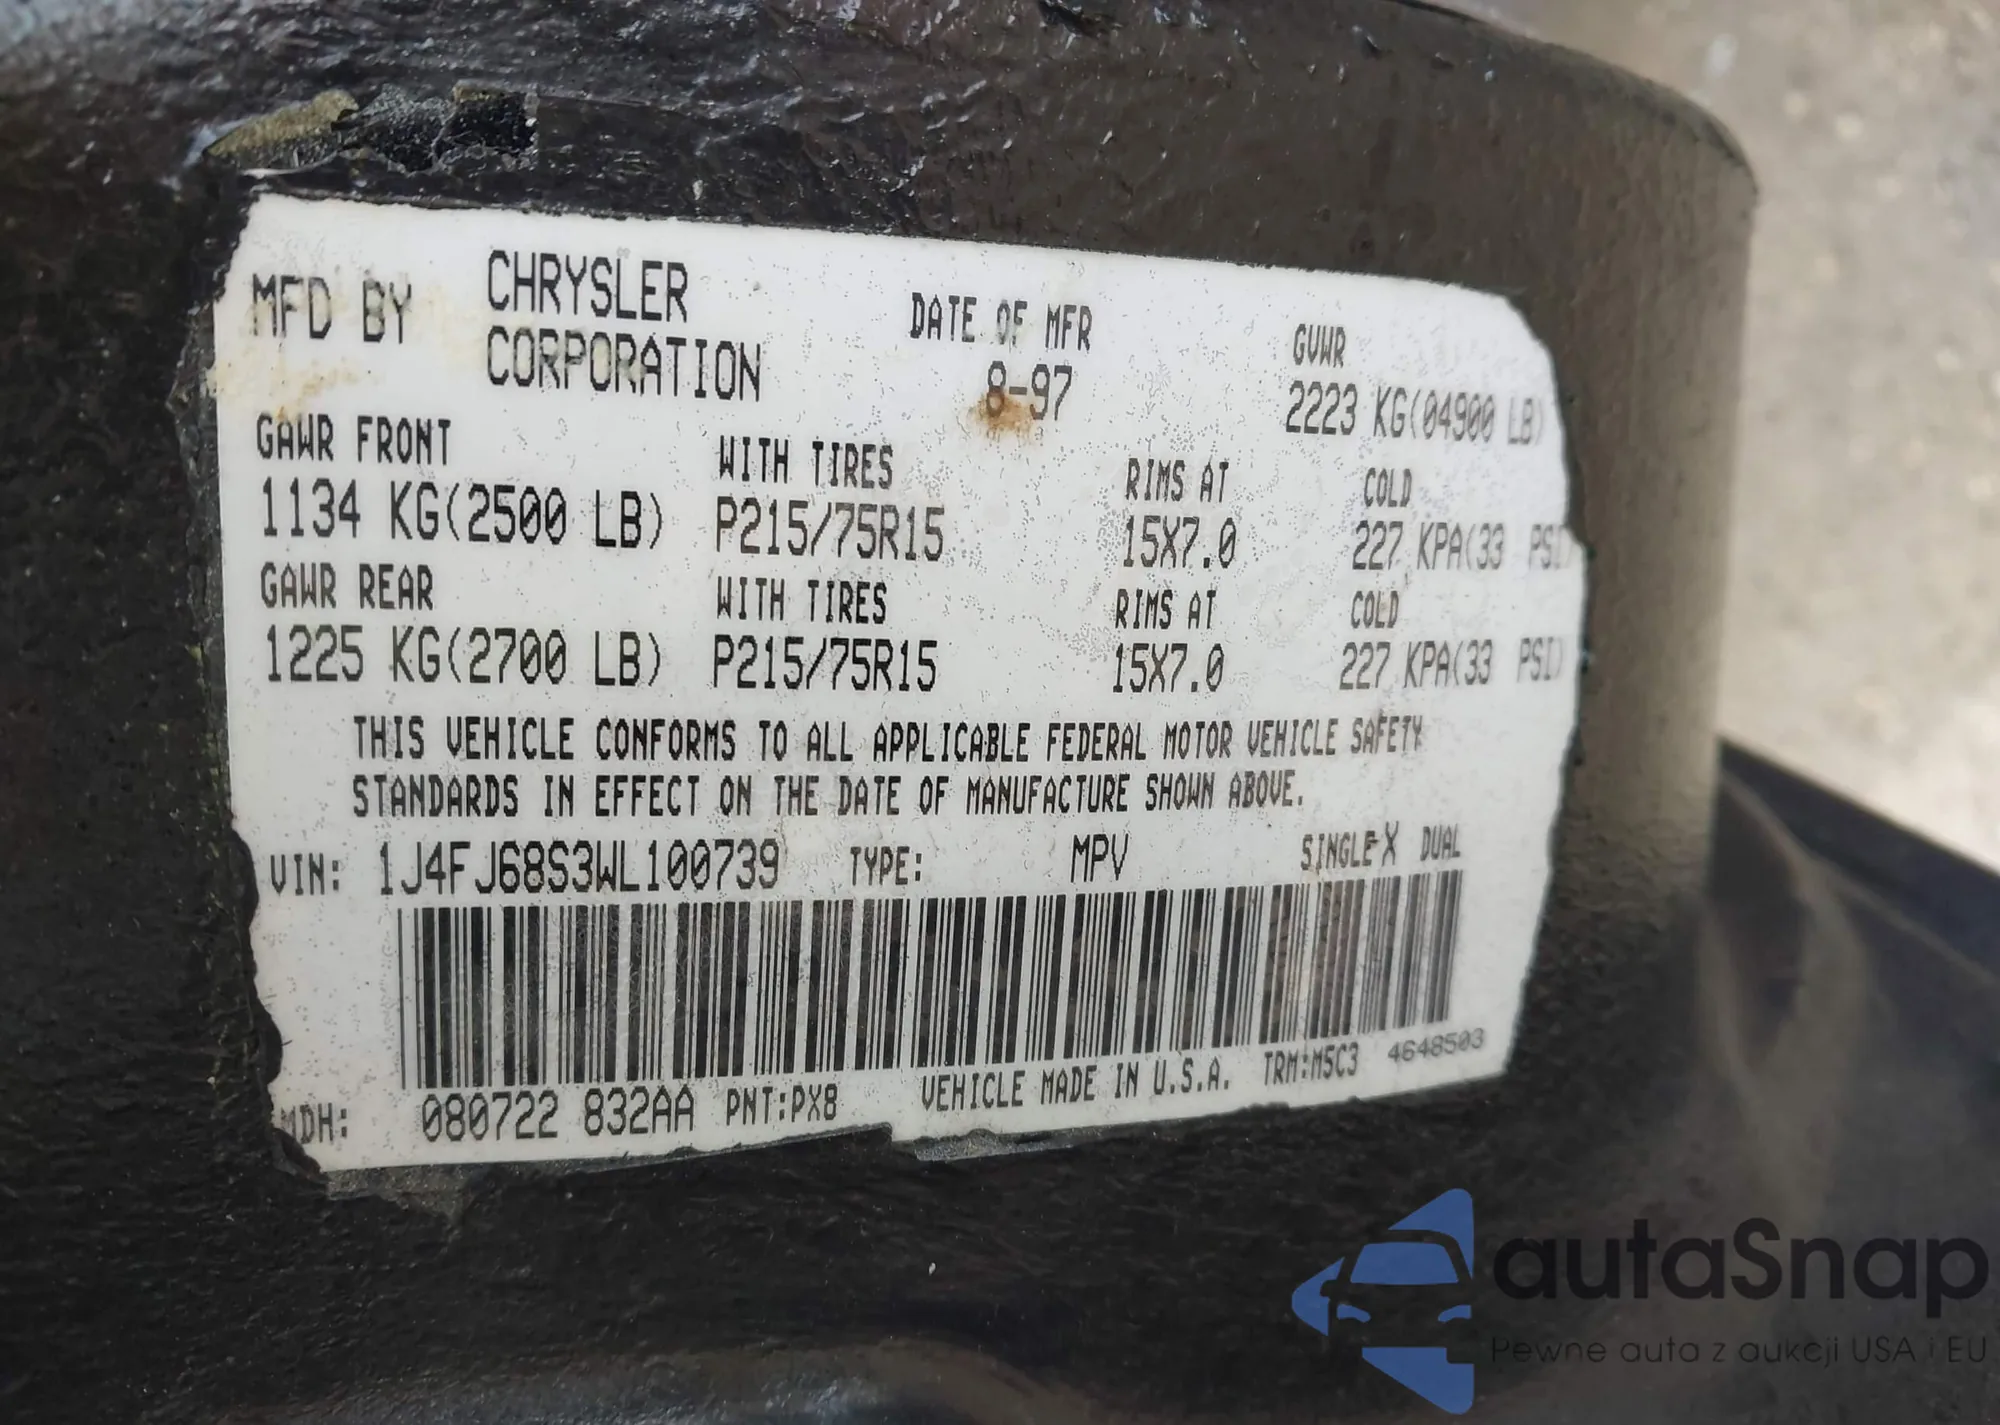 MFD BY CHRYSLER CORPORATION DATE OF MFR 8-97 GVWR 2223 KG(04900 LB)
GAWR FRONT WITH TIRES RIMS AT COLD
1134 KG(2500 LB) P215/75R15 15X7.0 227 KPA(33 PSI)
GAWR REAR WITH TIRES RIMS AT COLD
1225 KG(2700 LB) P215/75R15 15X7.0 227 KPA(33 PSI)
THIS VEHICLE CONFORMS TO ALL APPLICABLE FEDERAL MOTOR VEHICLE SAFETY
STANDARDS IN EFFECT ON THE DATE OF MANUFACTURE SHOWN ABOVE.
VIN: 1J4FJ68S3WL100739 TYPE: MPV SINGLE X DUAL
MDH: 080722 832AA PNT:PX8 VEHICLE MADE IN U.S.A. TRM:M5C3 4648503
autaSnap
Pewne auta z aukcji USA i EU